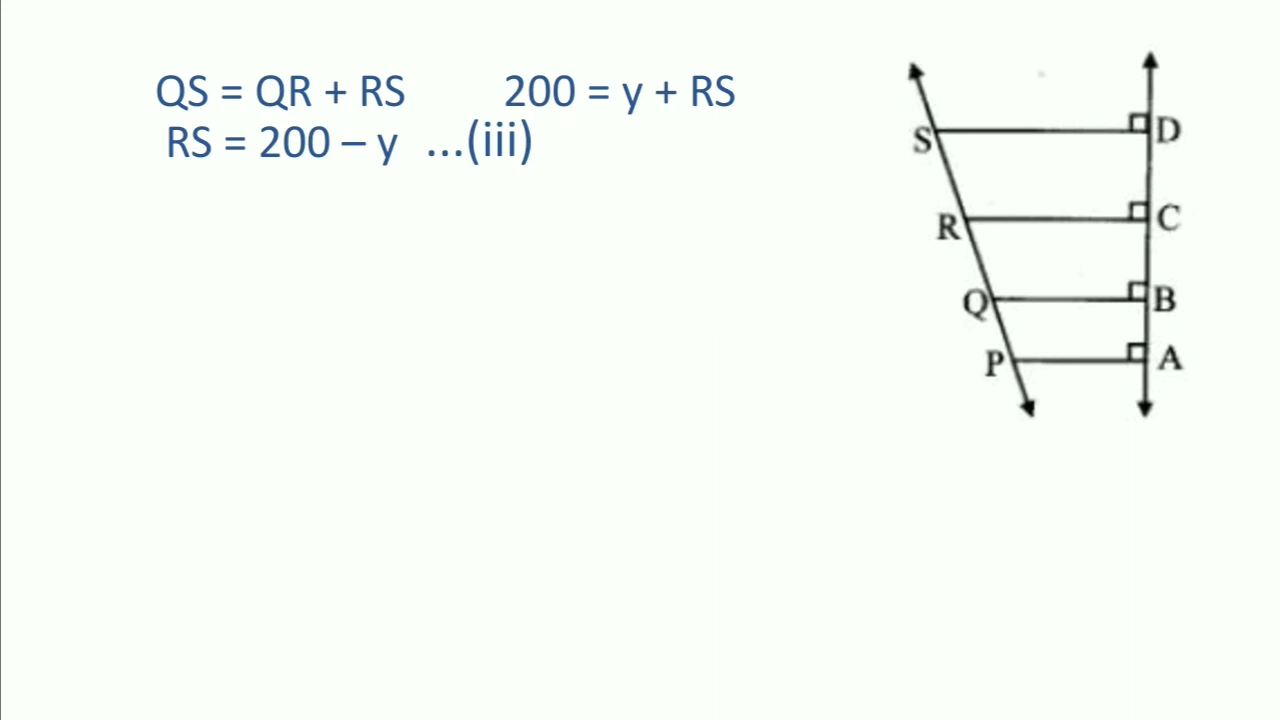 QS = QR + RS 200 = y + RS
RS = 200 – y ...(iii)
S D
R C
Q B
P A